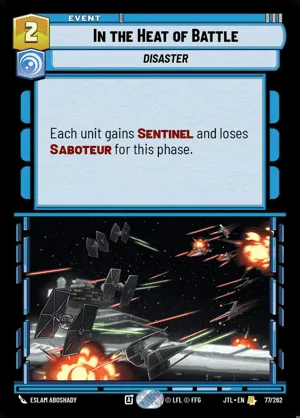 EVENT
2
IN THE HEAT OF BATTLE
DISASTER
Each unit gains SENTINEL and loses
SABOTEUR for this phase.
ESLAM ABOSHADY
© LFL © FFG
JTL • EN
77/262